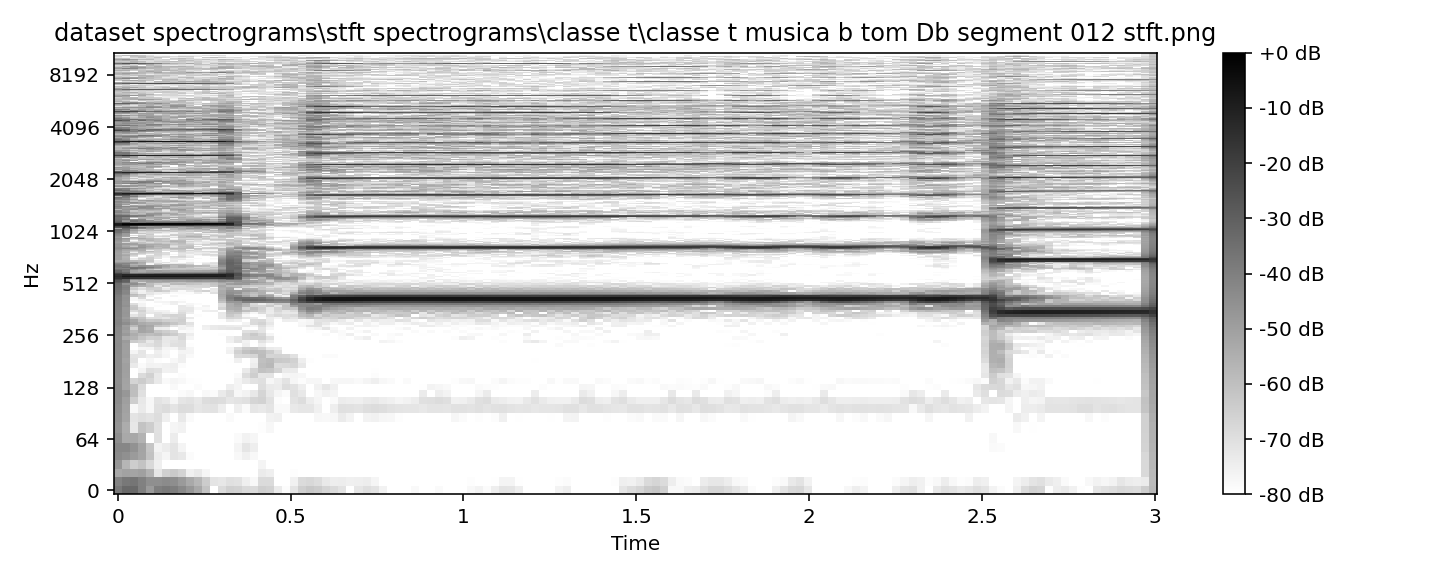 dataset spectrograms\stft spectrograms\classe t\classe t musica b tom Db segment 012 stft.png
Hz
8192
4096
2048
1024
512
256
128
64
0
0
0.5
1
1.5
2
2.5
3
Time
+0 dB
-10 dB
-20 dB
-30 dB
-40 dB
-50 dB
-60 dB
-70 dB
-80 dB